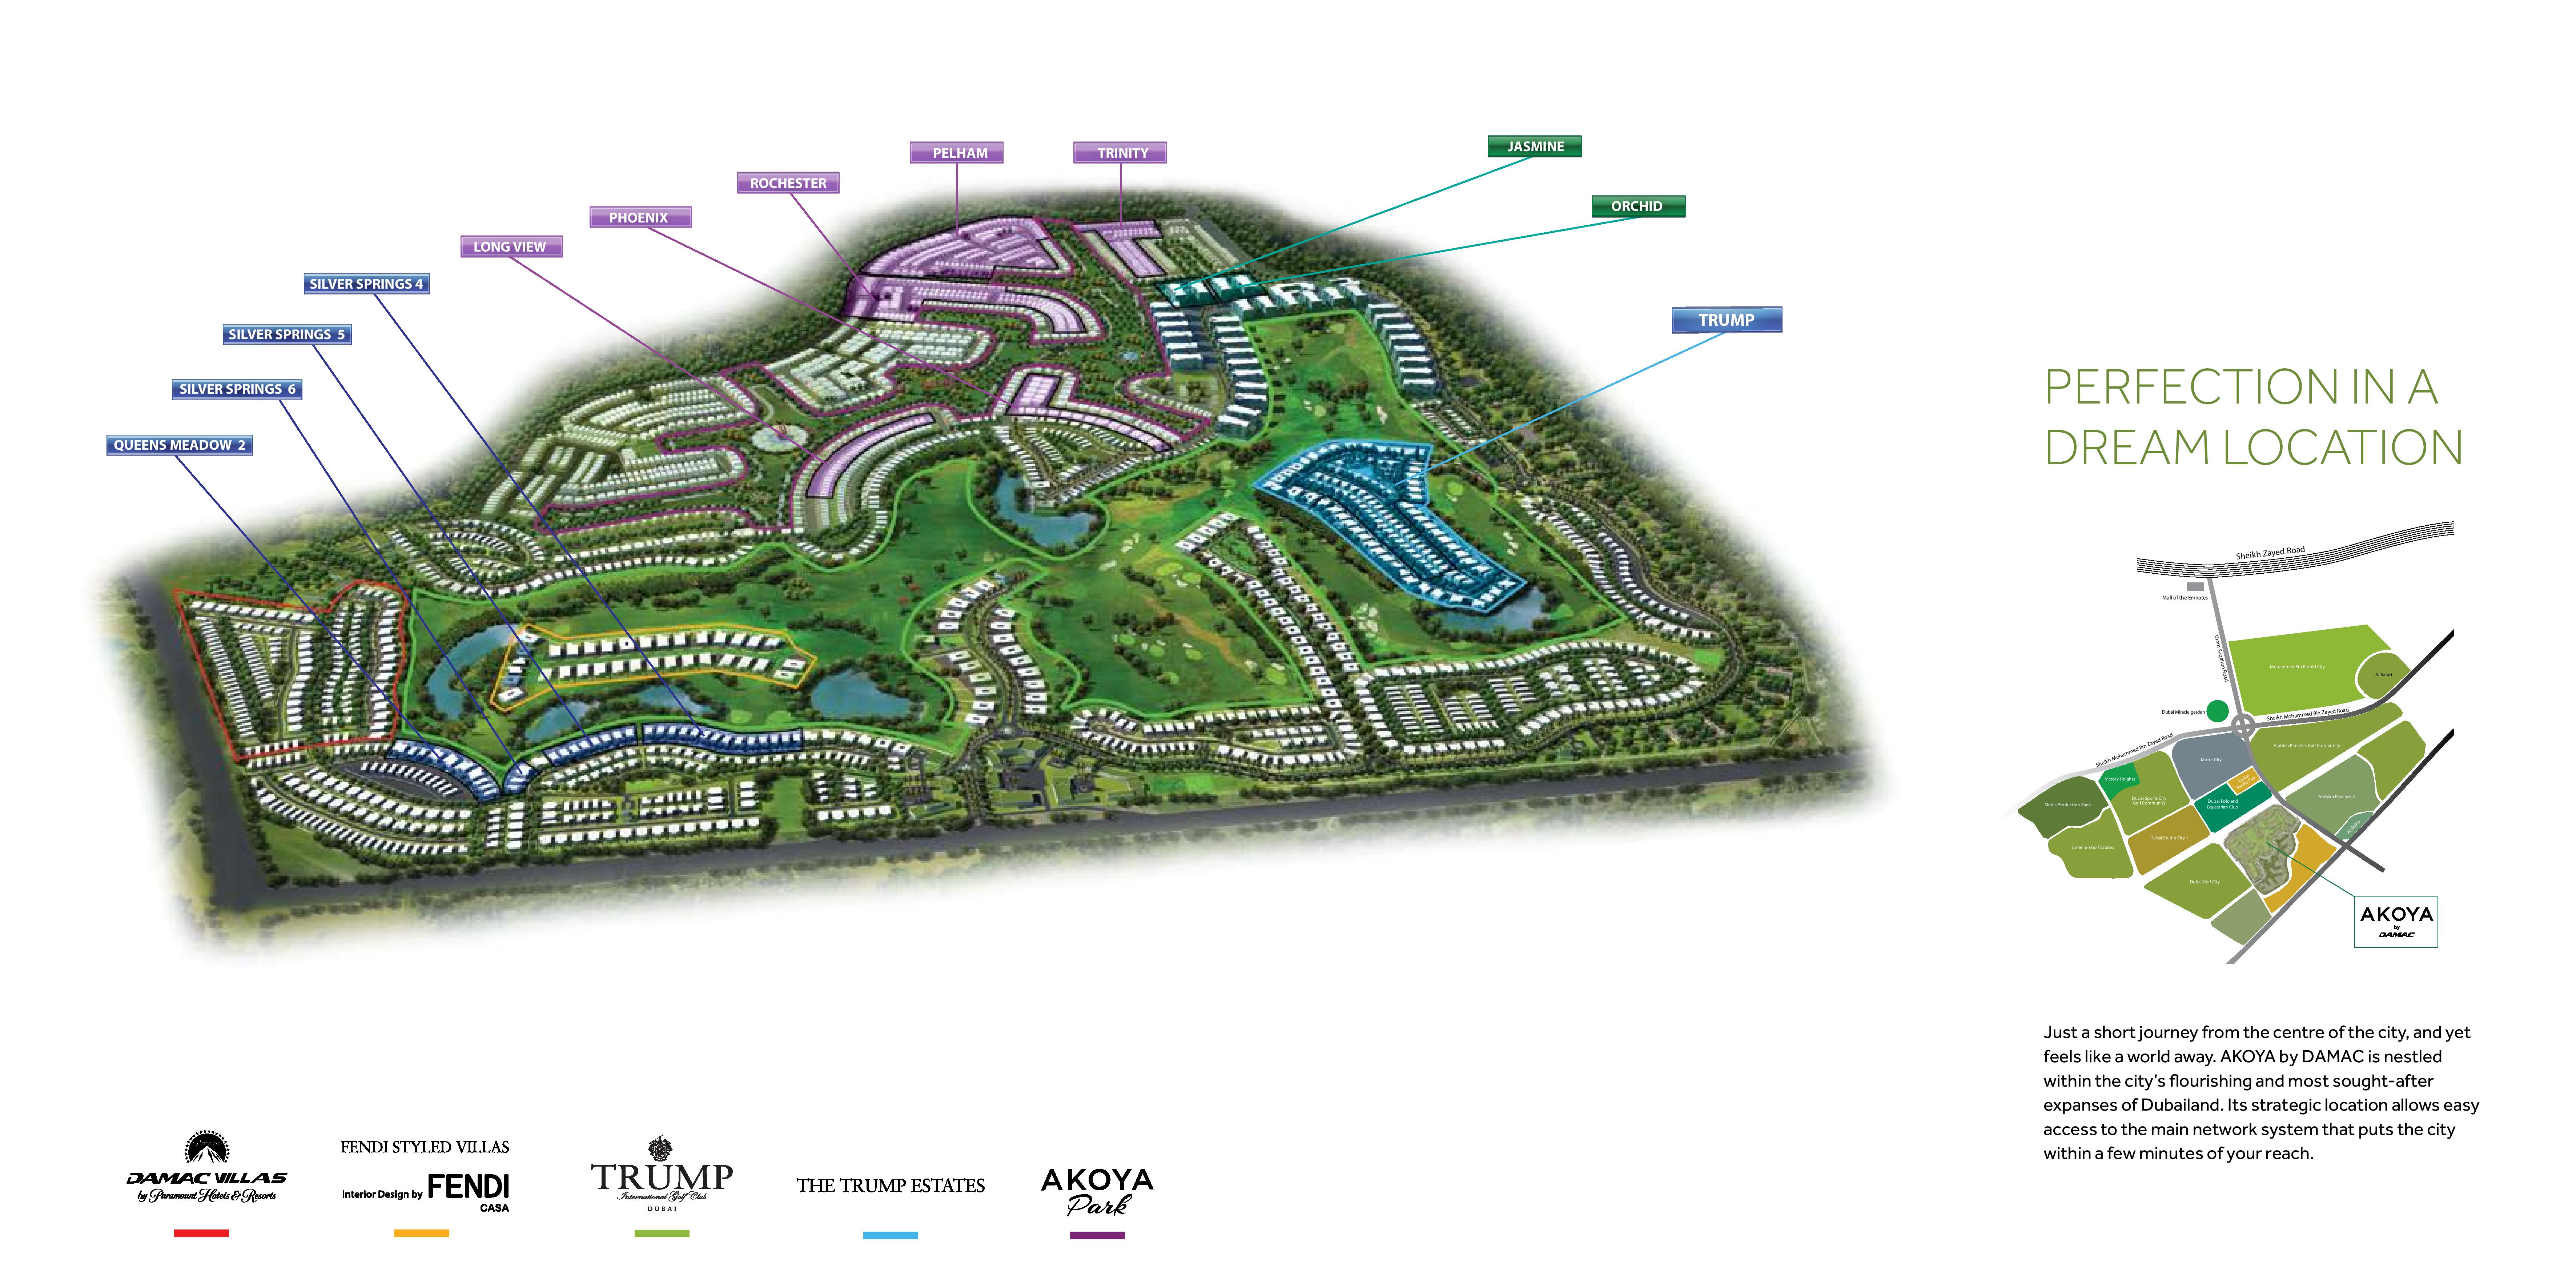 PELHAM
TRINITY
JASMINE
ROCHESTER
ORCHID
PHOENIX
LONG VIEW
SILVER SPRINGS 4
TRUMP
SILVER SPRINGS 5
SILVER SPRINGS 6
QUEENS MEADOW 2
PERFECTION IN A
DREAM LOCATION
Sheikh Zayed Road
Mall of the Emirates
Umm Suqeim Road
Mohammed Bin Rashid City
Al Barari
Dubai Miracle garden
Sheikh Mohammed Bin Zayed Road
Sheikh Mohammed Bin Zayed Road
Arabian Ranches Golf Community
Motor City
Victory Heights
Dubai Sports City
Golf Community
Dubai Polo and
Equestrian Club
Arabian Ranches 2
Media Production Zone
Dubai Studio City
Jumeirah Golf Estates
Dubai Golf City
AKOYA
by
DAMAC
Just a short journey from the centre of the city, and yet
feels like a world away. AKOYA by DAMAC is nestled
within the city's flourishing and most sought-after
expanses of Dubailand. Its strategic location allows easy
access to the main network system that puts the city
within a few minutes of your reach.
DAMAC VILLAS
by Paramount Hotels & Resorts
FENDI STYLED VILLAS
Interior Design by FENDI
CASA
TRUMP
International Golf Club
DUBAI
THE TRUMP ESTATES
AKOYA
Park